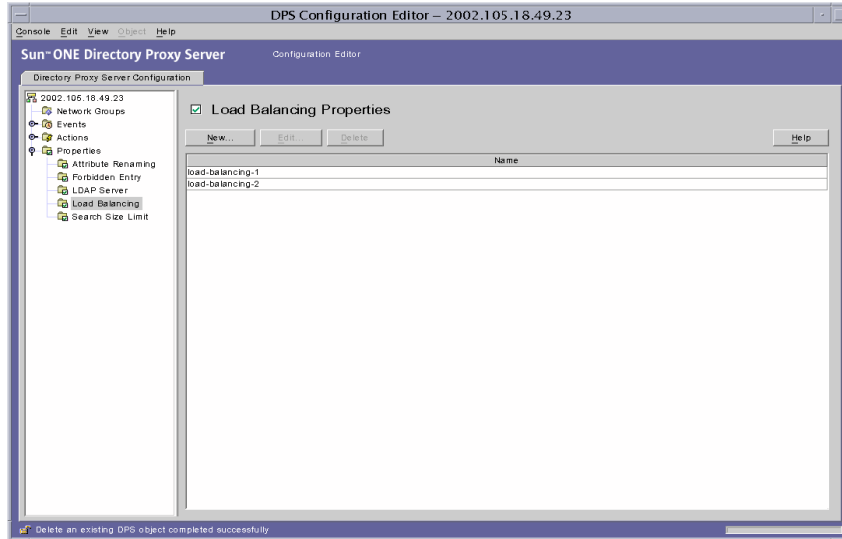 DPS Configuration Editor – 2002.105.18.49.23
Console Edit View Object Help
Sun™ ONE Directory Proxy Server Configuration Editor
Directory Proxy Server Configuration
2002.105.18.49.23
Network Groups
Events
Actions
Properties
Attribute Renaming
Forbidden Entry
LDAP Server
Load Balancing
Search Size Limit
Load Balancing Properties
New... Edit... Delete Help
Name
load-balancing-1
load-balancing-2
Delete an existing DPS object completed successfully